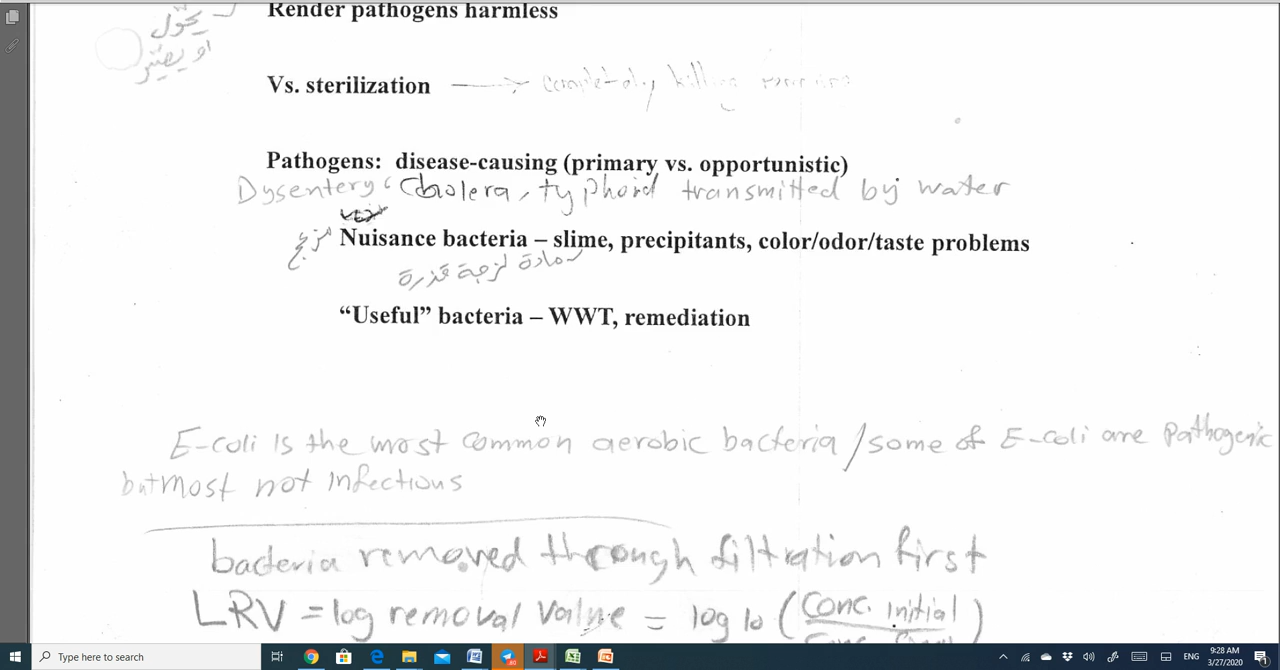 Render pathogens harmless
يحوّل
او يصيّر
Vs. sterilization → completely killing
Pathogens: disease-causing (primary vs. opportunistic)
Dysentery, Cholera, typhoid transmitted by water
مزعج Nuisance bacteria – slime, precipitants, color/odor/taste problems
مادة لزجة قذرة
“Useful” bacteria – WWT, remediation
E-coli Is the most common aerobic bacteria / some of E-coli are Pathogenic
but most not Infectious
bacteria removed through filtration first
LRV = log removal value = log 10 ( Conc. initial )
Type here to search
ENG
9:28 AM
3/27/2020